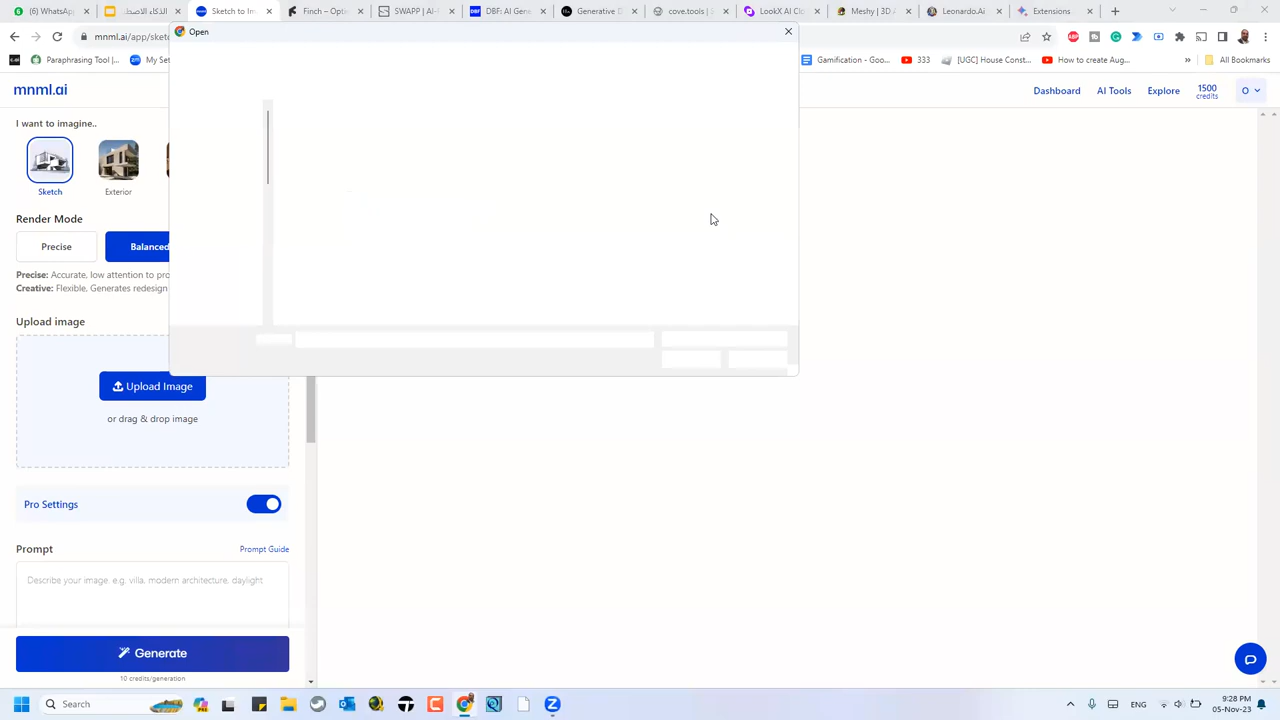 (6) WhatsApp
Sketch to Im
Finch – Optim
SWAPP | AI-
DBF: AI Gene
Generative D
cove.tools | s
LookX AI Clo
Meshy | 3D A
Leonardo.Ai
Extensions
Open
mnml.ai/app/sket
Paraphrasing Tool |...
My Set
Gamification - Goo...
333
[UGC] House Const...
How to create Aug...
»
All Bookmarks
mnml.ai
Dashboard
AI Tools
Explore
1500
credits
O
I want to imagine..
Sketch
Exterior
Render Mode
Precise
Balanced
Precise: Accurate, low attention to pro
Creative: Flexible, Generates redesign
Upload image
Upload Image
or drag & drop image
Pro Settings
Prompt
Prompt Guide
Describe your image. e.g. villa, modern architecture, daylight
Generate
10 credits/generation
Search
ENG
9:28 PM
05-Nov-23